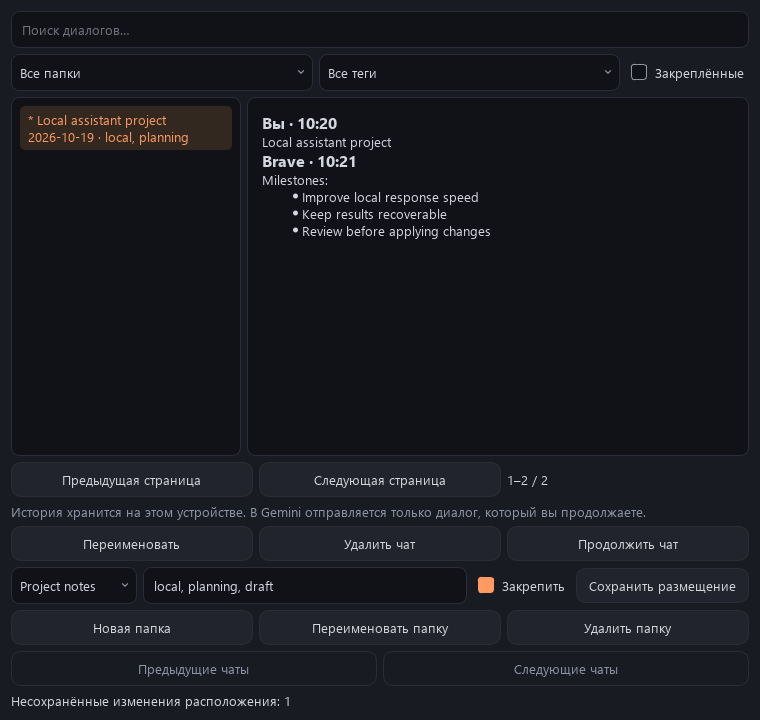 Поиск диалогов...
Все папки
Все теги
Закреплённые
* Local assistant project
2026-10-19 · local, planning
Вы · 10:20
Local assistant project
Brave · 10:21
Milestones:
• Improve local response speed
• Keep results recoverable
• Review before applying changes
Предыдущая страница
Следующая страница
1–2 / 2
История хранится на этом устройстве. В Gemini отправляется только диалог, который вы продолжаете.
Переименовать
Удалить чат
Продолжить чат
Project notes
local, planning, draft
Закрепить
Сохранить размещение
Новая папка
Переименовать папку
Удалить папку
Предыдущие чаты
Следующие чаты
Несохранённые изменения расположения: 1